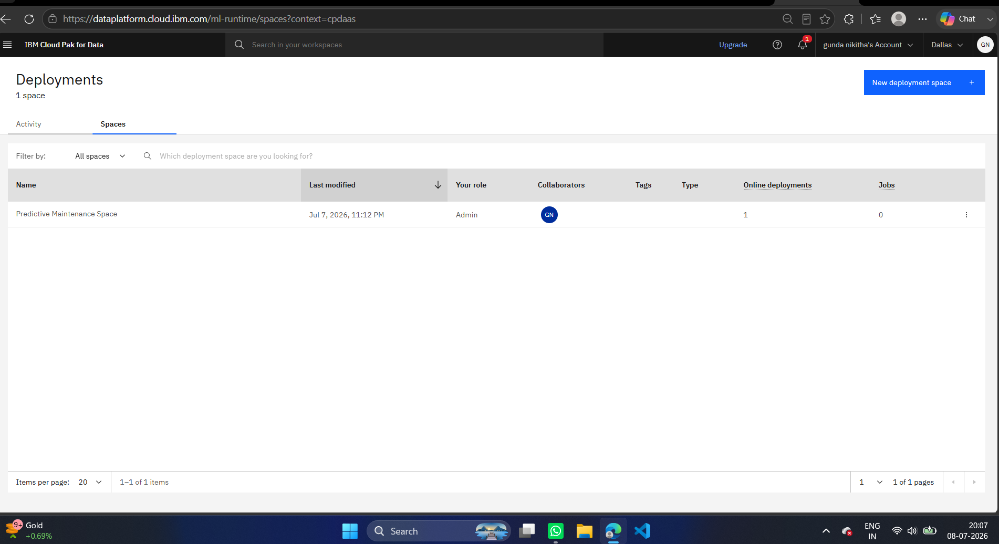 https://dataplatform.cloud.ibm.com/ml-runtime/spaces?context=cpdaas
Chat
IBM Cloud Pak for Data
Search in your workspaces
Upgrade
1
gunda nikitha's Account
Dallas
GN
Deployments
1 space
New deployment space +
Activity
Spaces
Filter by:
All spaces
Which deployment space are you looking for?
Name
Last modified
Your role
Collaborators
Tags
Type
Online deployments
Jobs
Predictive Maintenance Space
Jul 7, 2026, 11:12 PM
Admin
GN
1
0
Items per page:
20
1–1 of 1 items
1
1 of 1 pages
9+
Gold
+0.69%
Search
ENG
IN
20:07
08-07-2026